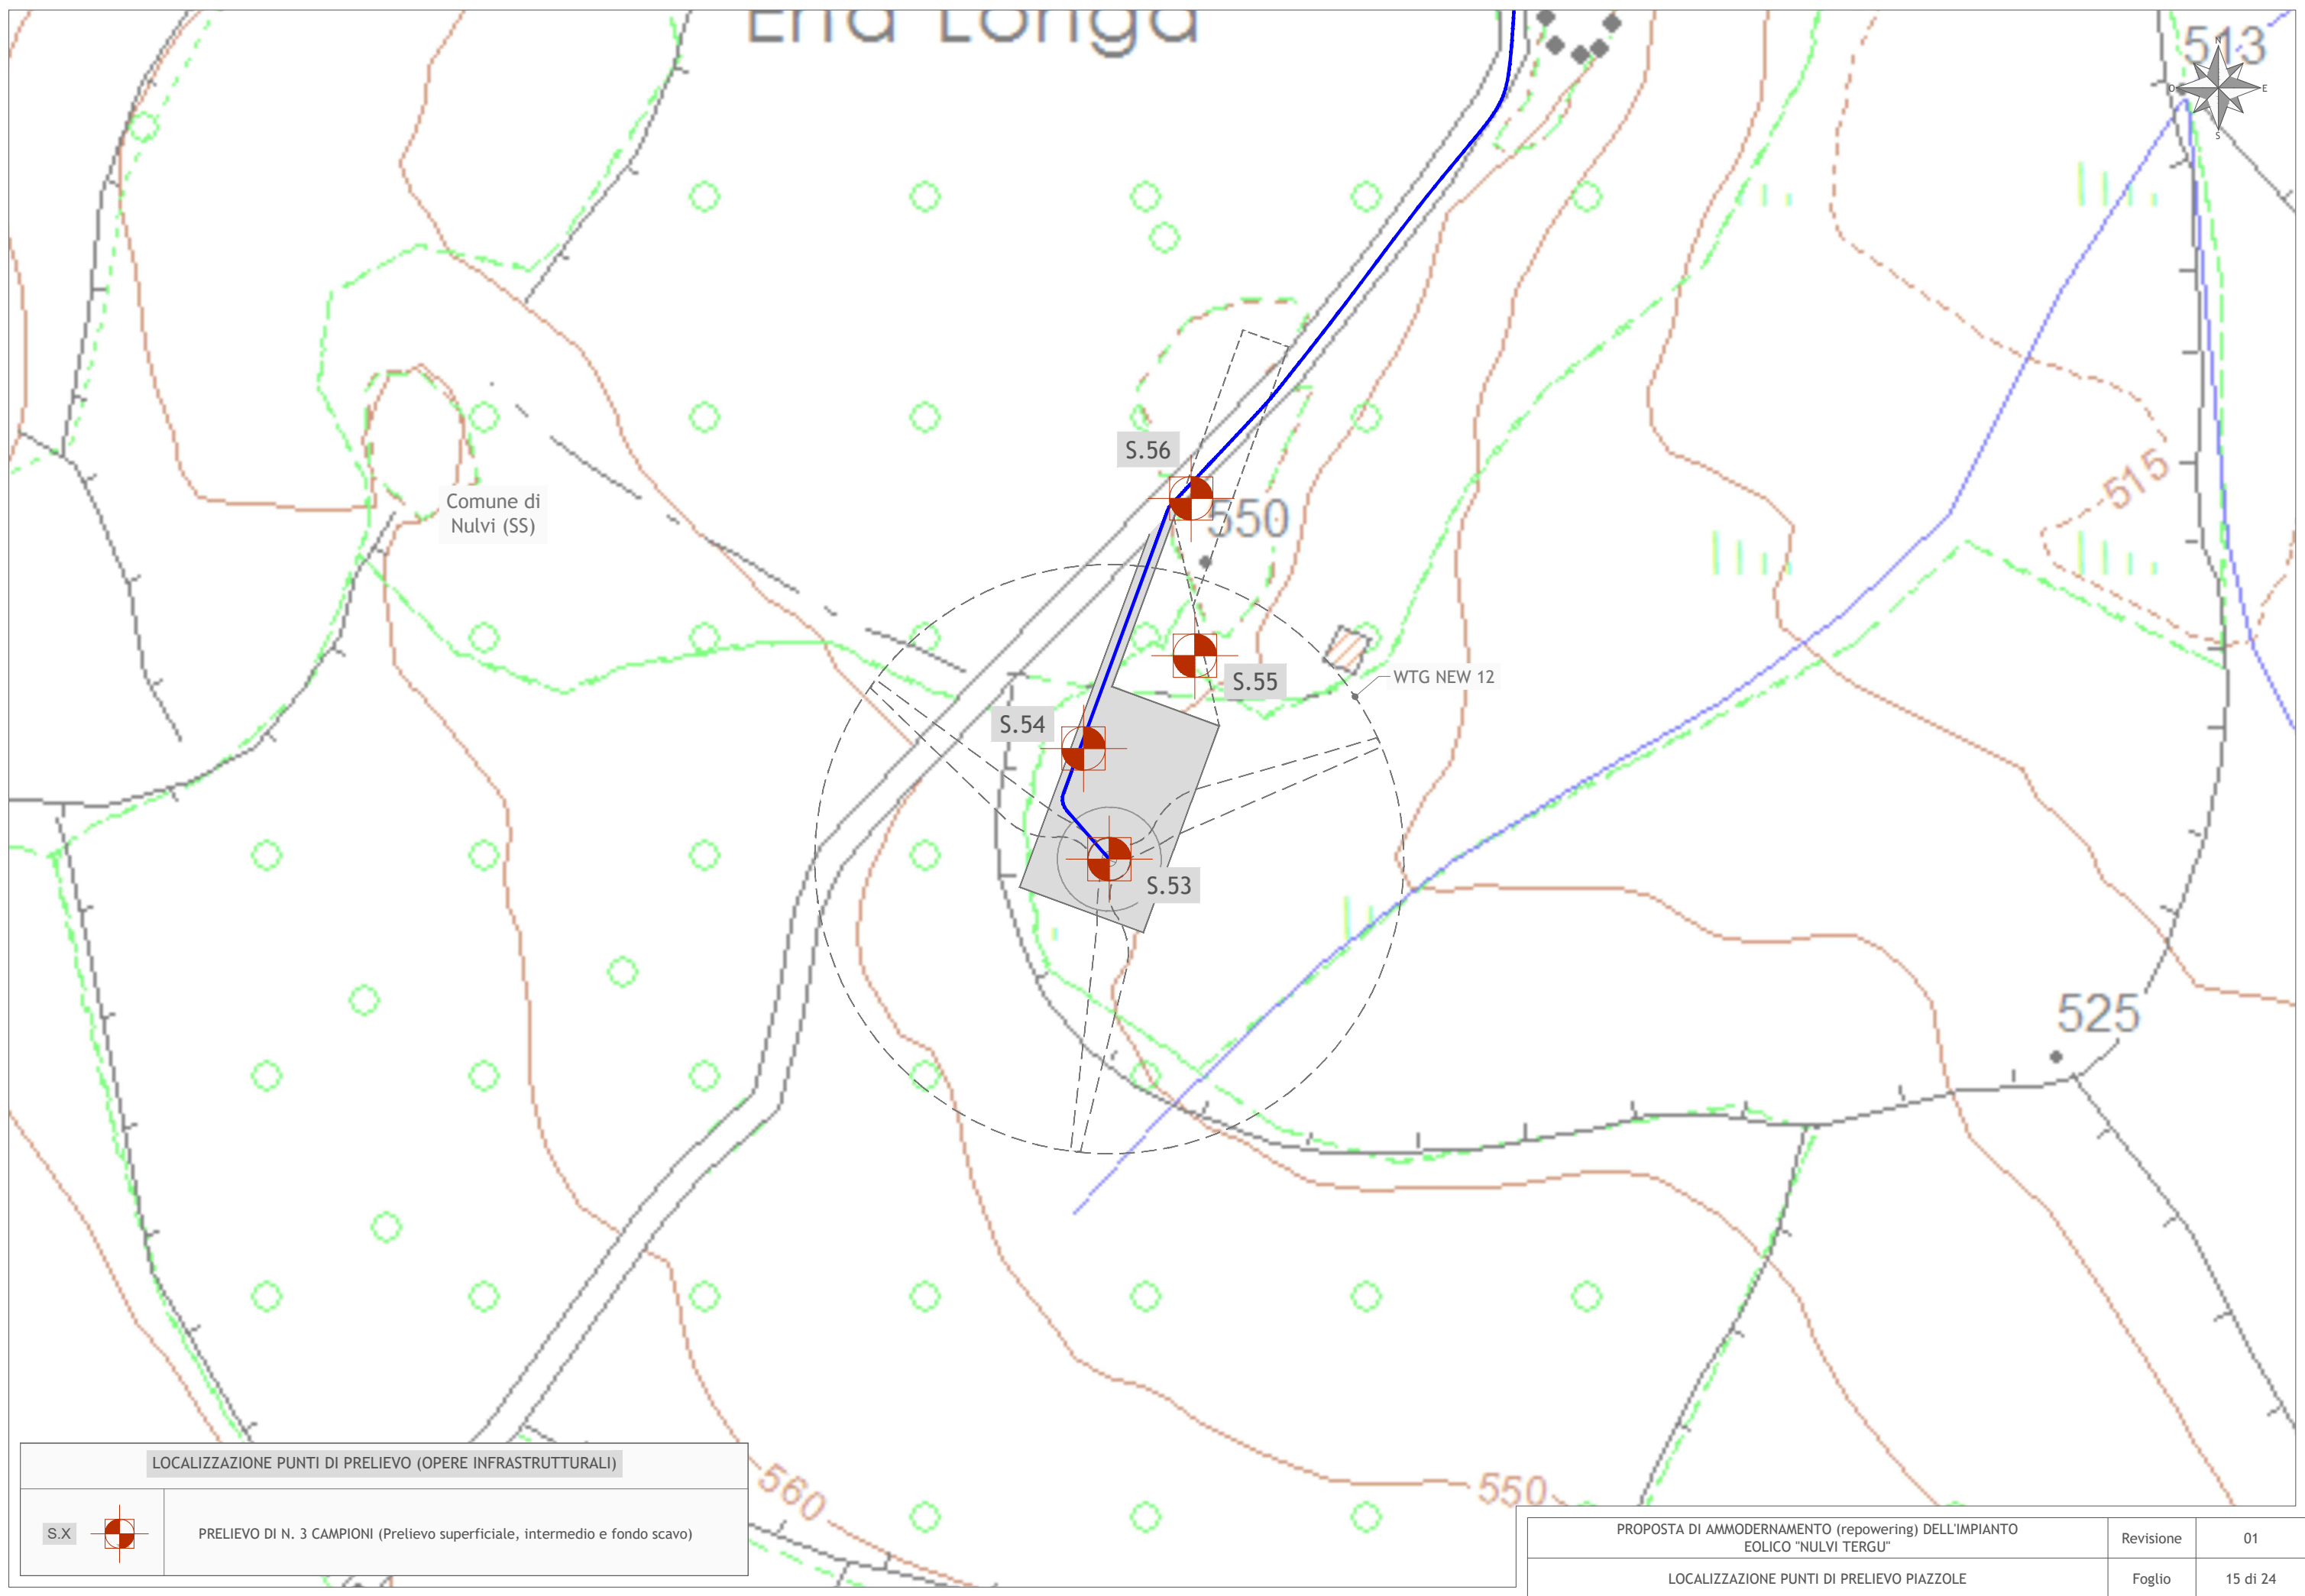 Ena Longa
513
N
O
E
S
515
S.56
550
Comune di
Nulvi (SS)
S.55
WTG NEW 12
S.54
S.53
525
560
550
LOCALIZZAZIONE PUNTI DI PRELIEVO (OPERE INFRASTRUTTURALI)
S.X
PRELIEVO DI N. 3 CAMPIONI (Prelievo superficiale, intermedio e fondo scavo)
PROPOSTA DI AMMODERNAMENTO (repowering) DELL'IMPIANTO
EOLICO "NULVI TERGU"
Revisione
01
LOCALIZZAZIONE PUNTI DI PRELIEVO PIAZZOLE
Foglio
15 di 24